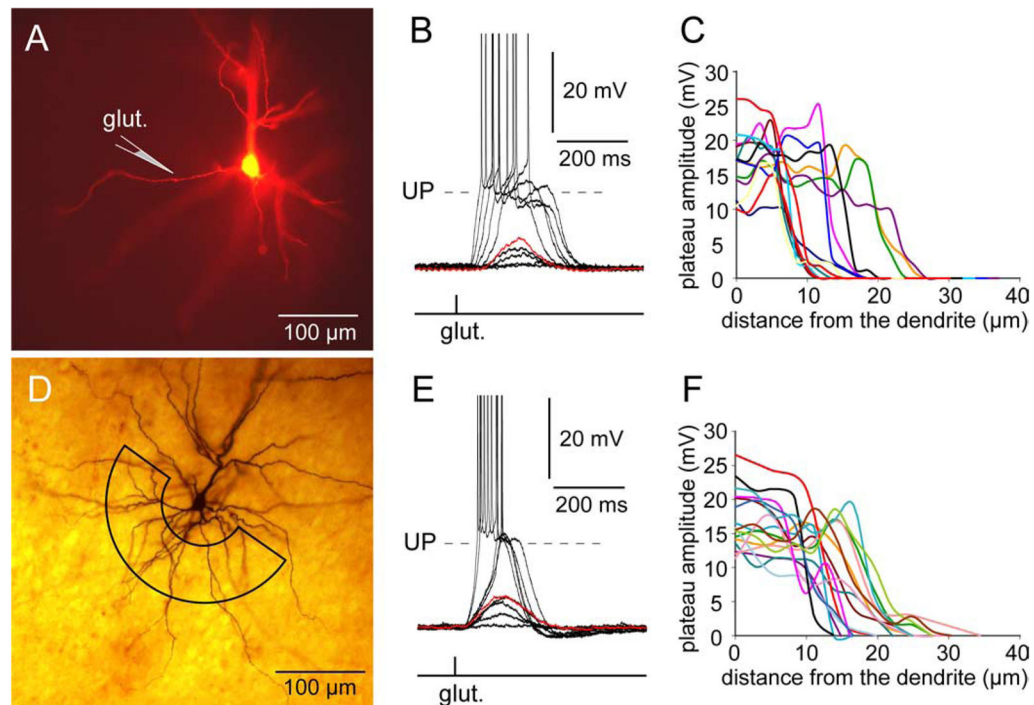 A
glut.
100 µm
B
20 mV
200 ms
UP
glut.
C
plateau amplitude (mV)
30
25
20
15
10
5
0
0 10 20 30 40
distance from the dendrite (µm)
D
100 µm
E
20 mV
200 ms
UP
glut.
F
plateau amplitude (mV)
30
25
20
15
10
5
0
0 10 20 30 40
distance from the dendrite (µm)